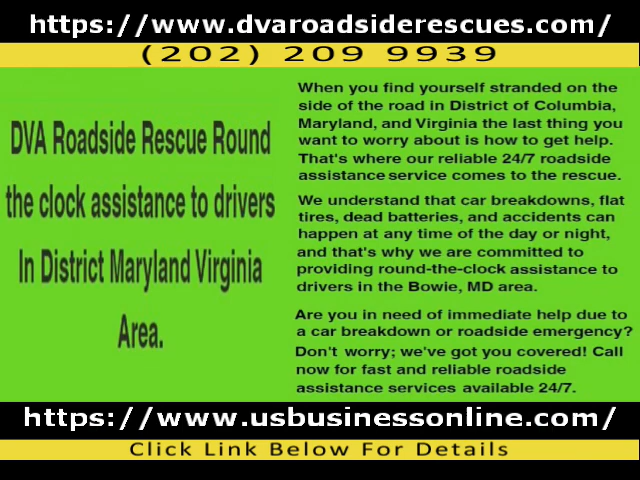 https://www.dvaroadsiderescues.com/
(202) 209 9939
DVA Roadside Rescue Round
the clock assistance to drivers
In District Maryland Virginia
Area.
When you find yourself stranded on the
side of the road in District of Columbia,
Maryland, and Virginia the last thing you
want to worry about is how to get help.
That's where our reliable 24/7 roadside
assistance service comes to the rescue.
We understand that car breakdowns, flat
tires, dead batteries, and accidents can
happen at any time of the day or night,
and that's why we are committed to
providing round-the-clock assistance to
drivers in the Bowie, MD area.
Are you in need of immediate help due to
a car breakdown or roadside emergency?
Don't worry; we've got you covered! Call
now for fast and reliable roadside
assistance services available 24/7.
https://www.usbusinessonline.com/
Click Link Below For Details